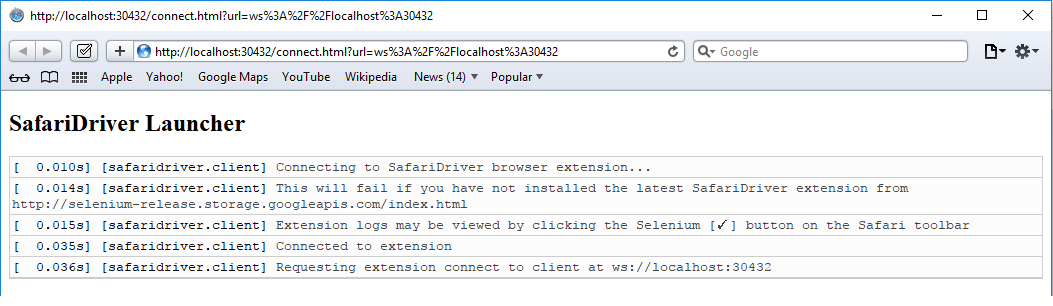 http://localhost:30432/connect.html?url=ws%3A%2F%2Flocalhost%3A30432
http://localhost:30432/connect.html?url=ws%3A%2F%2Flocalhost%3A30432 Google
Apple Yahoo! Google Maps YouTube Wikipedia News (14) Popular
SafariDriver Launcher
[  0.010s] [safaridriver.client] Connecting to SafariDriver browser extension...
[  0.014s] [safaridriver.client] This will fail if you have not installed the latest SafariDriver extension from
http://selenium-release.storage.googleapis.com/index.html
[  0.015s] [safaridriver.client] Extension logs may be viewed by clicking the Selenium [✓] button on the Safari toolbar
[  0.035s] [safaridriver.client] Connected to extension
[  0.036s] [safaridriver.client] Requesting extension connect to client at ws://localhost:30432